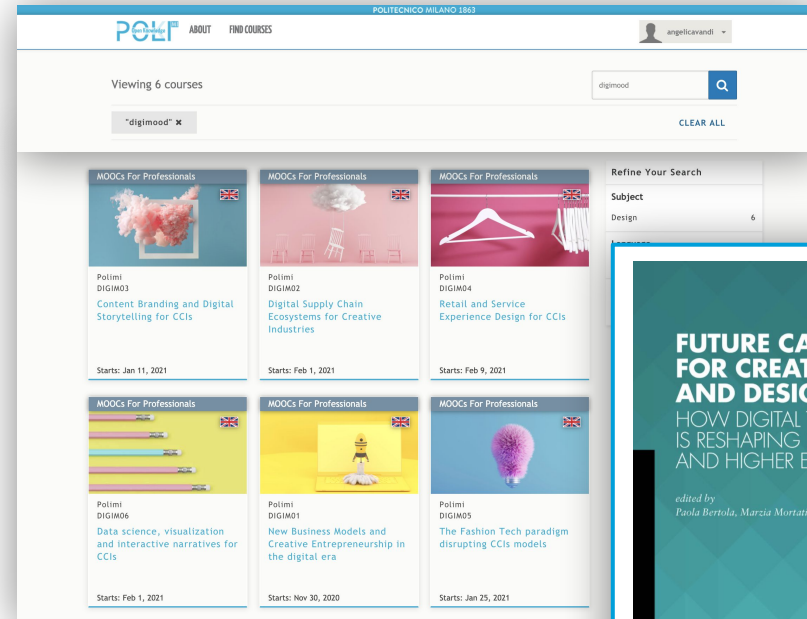 POLITECNICO MILANO 1863
POLI
Open Knowledge
ABOUT FIND COURSES
angelicavandi
Viewing 6 courses
digimood
"digimood" ✖
CLEAR ALL
MOOCs For Professionals
Polimi
DIGIM03
Content Branding and Digital
Storytelling for CCIs
Starts: Jan 11, 2021
MOOCs For Professionals
Polimi
DIGIM02
Digital Supply Chain
Ecosystems for Creative
Industries
Starts: Feb 1, 2021
MOOCs For Professionals
Polimi
DIGIM04
Retail and Service
Experience Design for CCIs
Starts: Feb 9, 2021
Refine Your Search
Subject
Design 6
MOOCs For Professionals
Polimi
DIGIM06
Data science, visualization
and interactive narratives for
CCIs
Starts: Feb 1, 2021
MOOCs For Professionals
Polimi
DIGIM01
New Business Models and
Creative Entrepreneurship in
the digital era
Starts: Nov 30, 2020
MOOCs For Professionals
Polimi
DIGIM05
The Fashion Tech paradigm
disrupting CCIs models
Starts: Jan 25, 2021
FUTURE CA
FOR CREAT
AND DESIG
HOW DIGITAL
IS RESHAPING
AND HIGHER E
edited by
Paola Bertola, Marzia Mortati